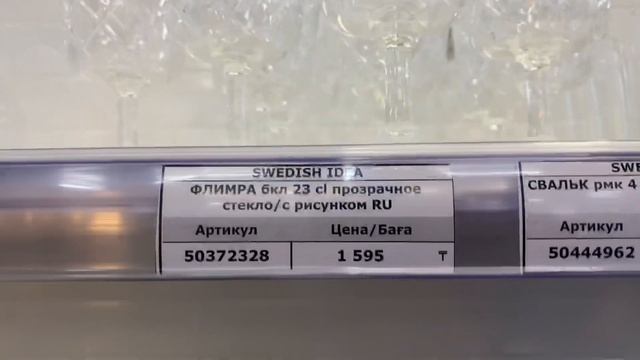 SWEDISH IDEA
ФЛИМРА бкл 23 cl прозрачное
стекло/с рисунком RU
Артикул Цена/Баға
50372328 1 595 ₸
SWE
СВАЛЬК рмк 4
Артикул
50444962